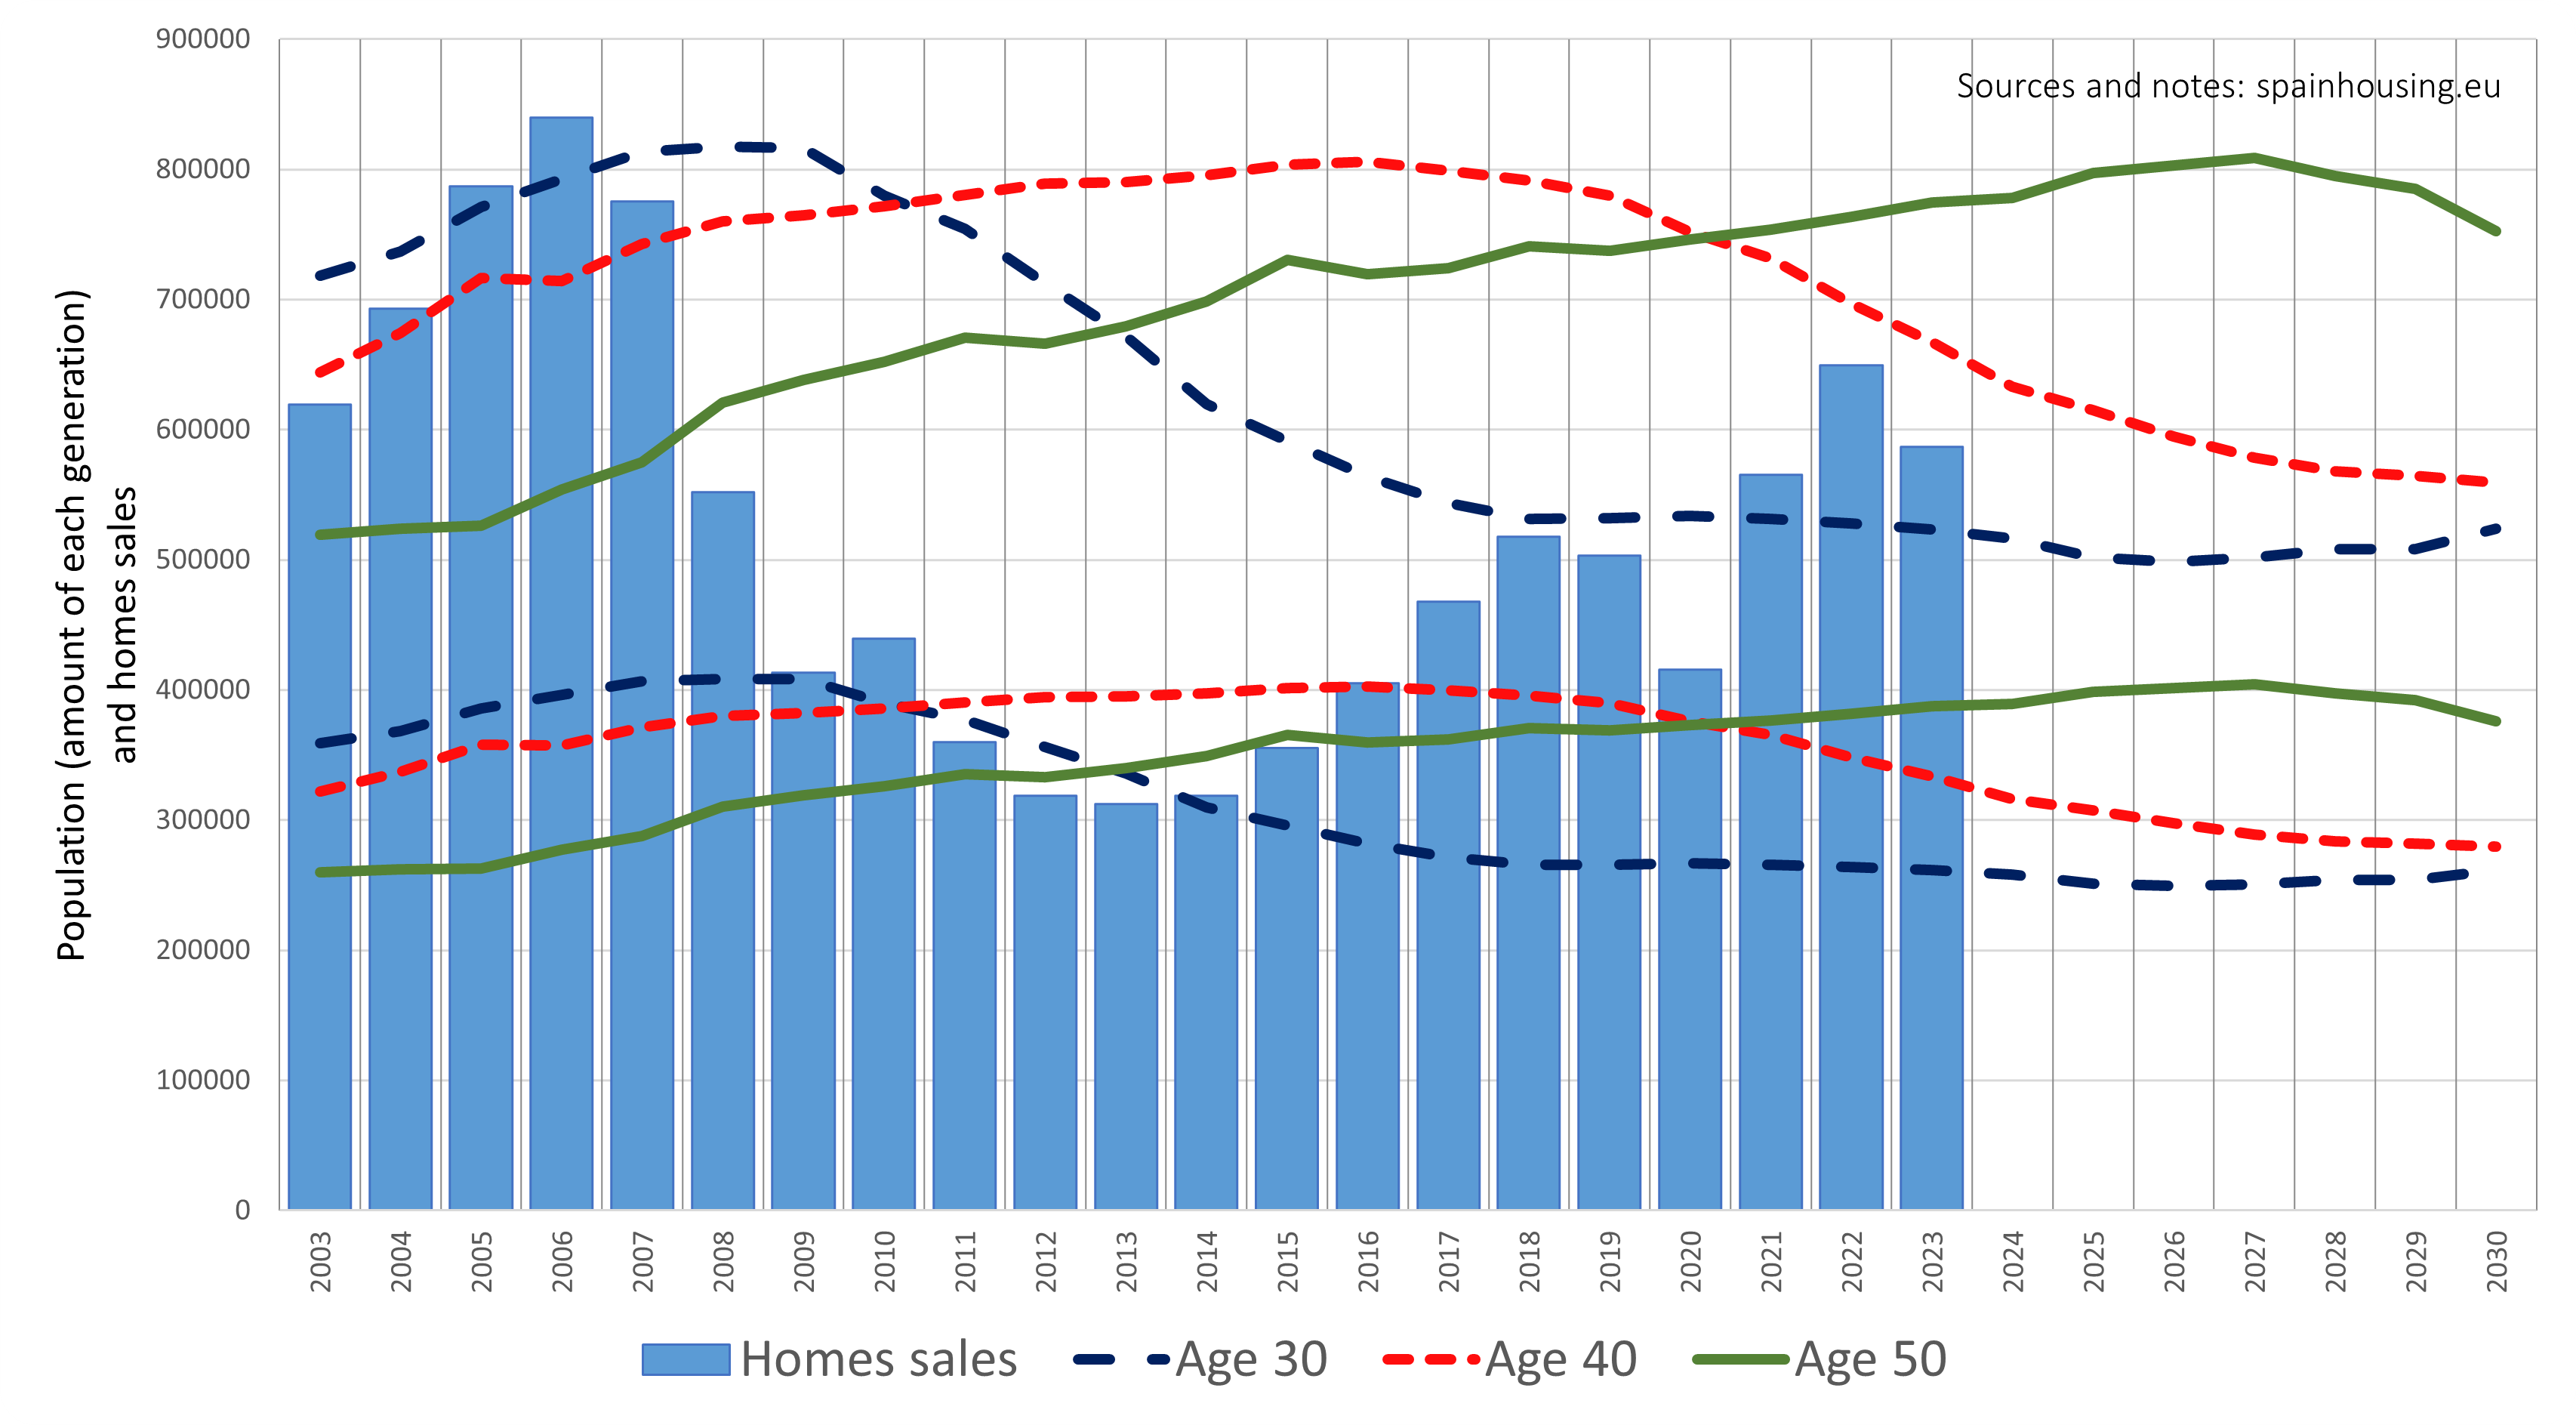 Sources and notes: spainhousing.eu
Population (amount of each generation)
and homes sales
900000
800000
700000
600000
500000
400000
300000
200000
100000
0
2003 2004 2005 2006 2007 2008 2009 2010 2011 2012 2013 2014 2015 2016 2017 2018 2019 2020 2021 2022 2023 2024 2025 2026 2027 2028 2029 2030
Homes sales Age 30 Age 40 Age 50